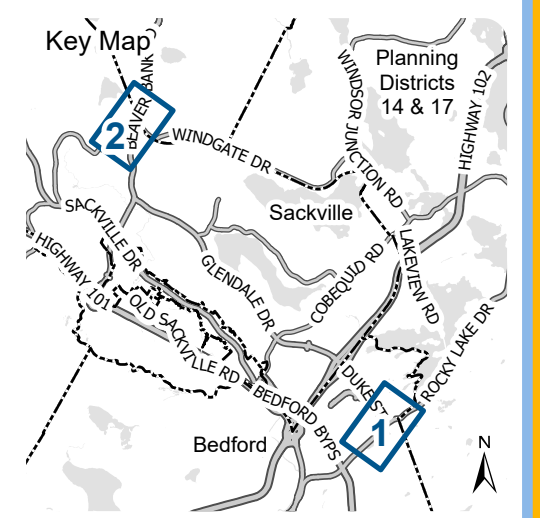 Key Map
Planning
Districts
14 & 17
BEAVER BANK
2
WINDGATE DR
WINDSOR JUNCTION RD
HIGHWAY 102
Sackville
SACKVILLE DR
GLENDALE DR
COBEQUID RD
LAKEVIEW RD
HIGHWAY 101
OLD SACKVILLE RD
ROCKY LAKE DR
DUKE ST
BEDFORD BYPS
1
Bedford
N